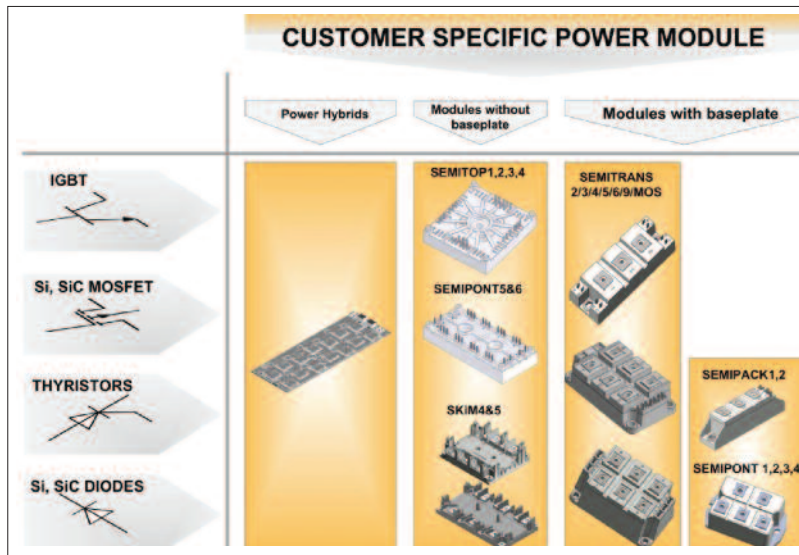 CUSTOMER SPECIFIC POWER MODULE
Power Hybrids
Modules without
baseplate
Modules with baseplate
IGBT
Si, SiC MOSFET
THYRISTORS
Si, SiC DIODES
SEMITOP1,2,3,4
SEMIPONT5&6
SKiM4&5
SEMITRANS
2/3/4/5/6/9/MOS
SEMIPACK1,2
SEMIPONT 1,2,3,4